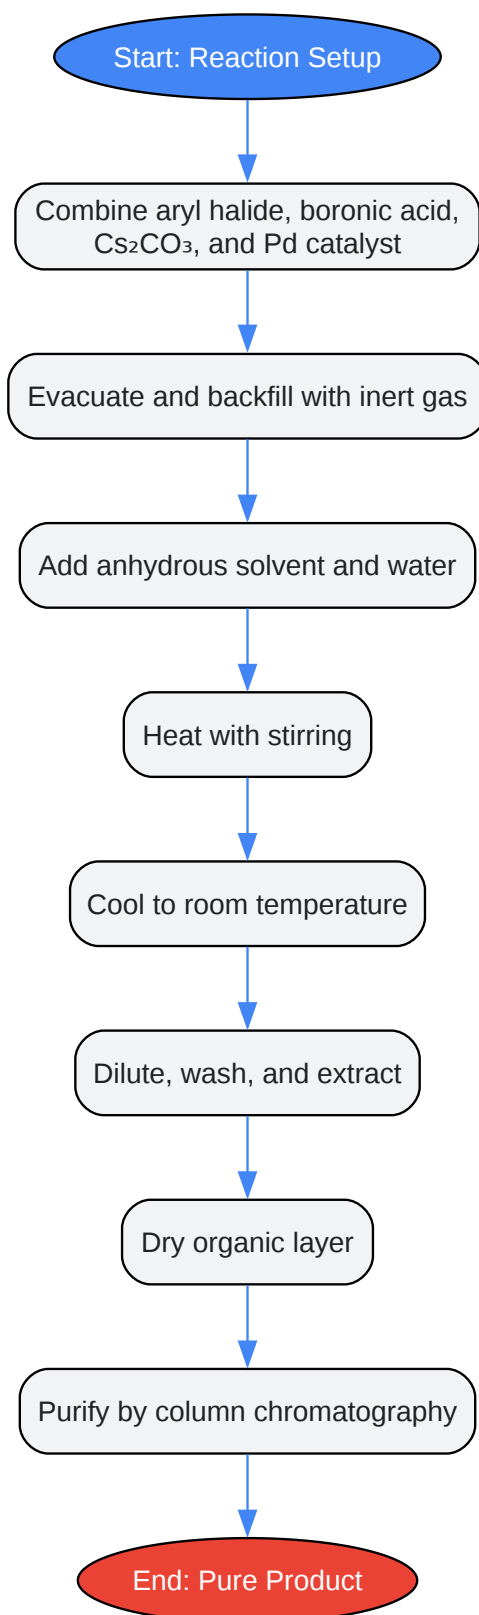 Start: Reaction Setup
Combine aryl halide, boronic acid,
Cs₂CO₃, and Pd catalyst
Evacuate and backfill with inert gas
Add anhydrous solvent and water
Heat with stirring
Cool to room temperature
Dilute, wash, and extract
Dry organic layer
Purify by column chromatography
End: Pure Product